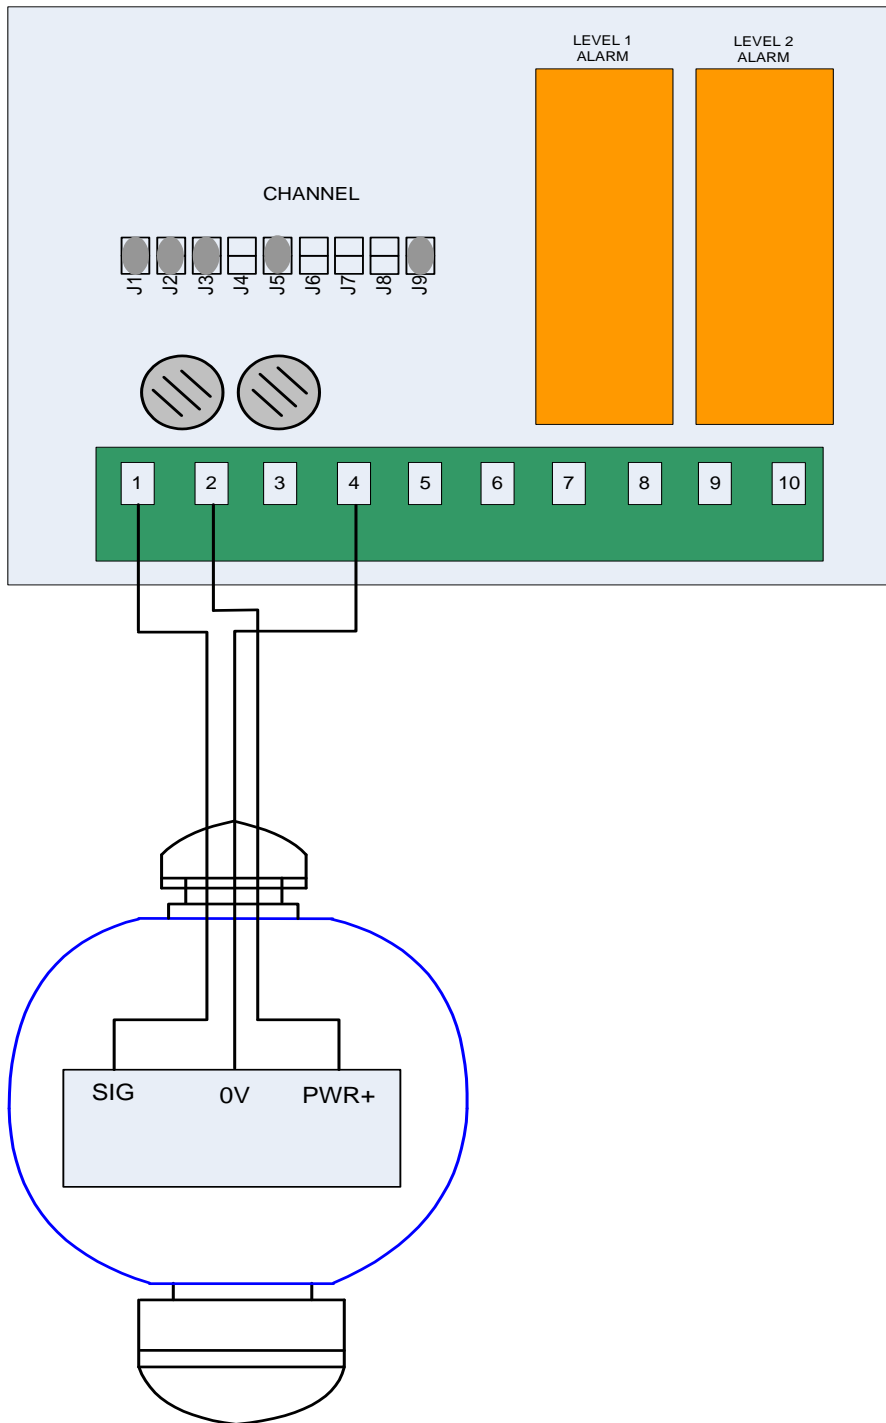 LEVEL 1
ALARM
LEVEL 2
ALARM
CHANNEL
J1 J2 J3 J4 J5 J6 J7 J8 J9
1 2 3 4 5 6 7 8 9 10
SIG 0V PWR+